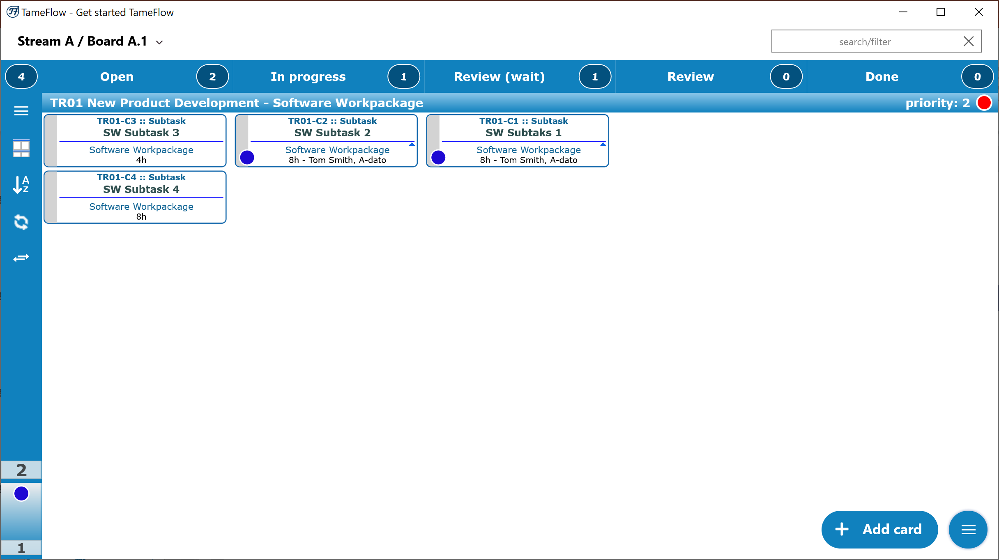 TameFlow - Get started TameFlow
Stream A / Board A.1
search/filter
4
Open
2
In progress
1
Review (wait)
1
Review
0
Done
0
TR01 New Product Development - Software Workpackage
priority: 2
TR01-C3 :: Subtask
SW Subtask 3
Software Workpackage
4h
TR01-C2 :: Subtask
SW Subtask 2
Software Workpackage
8h - Tom Smith, A-dato
TR01-C1 :: Subtask
SW Subtaks 1
Software Workpackage
8h - Tom Smith, A-dato
TR01-C4 :: Subtask
SW Subtask 4
Software Workpackage
8h
A
Z
2
1
Add card